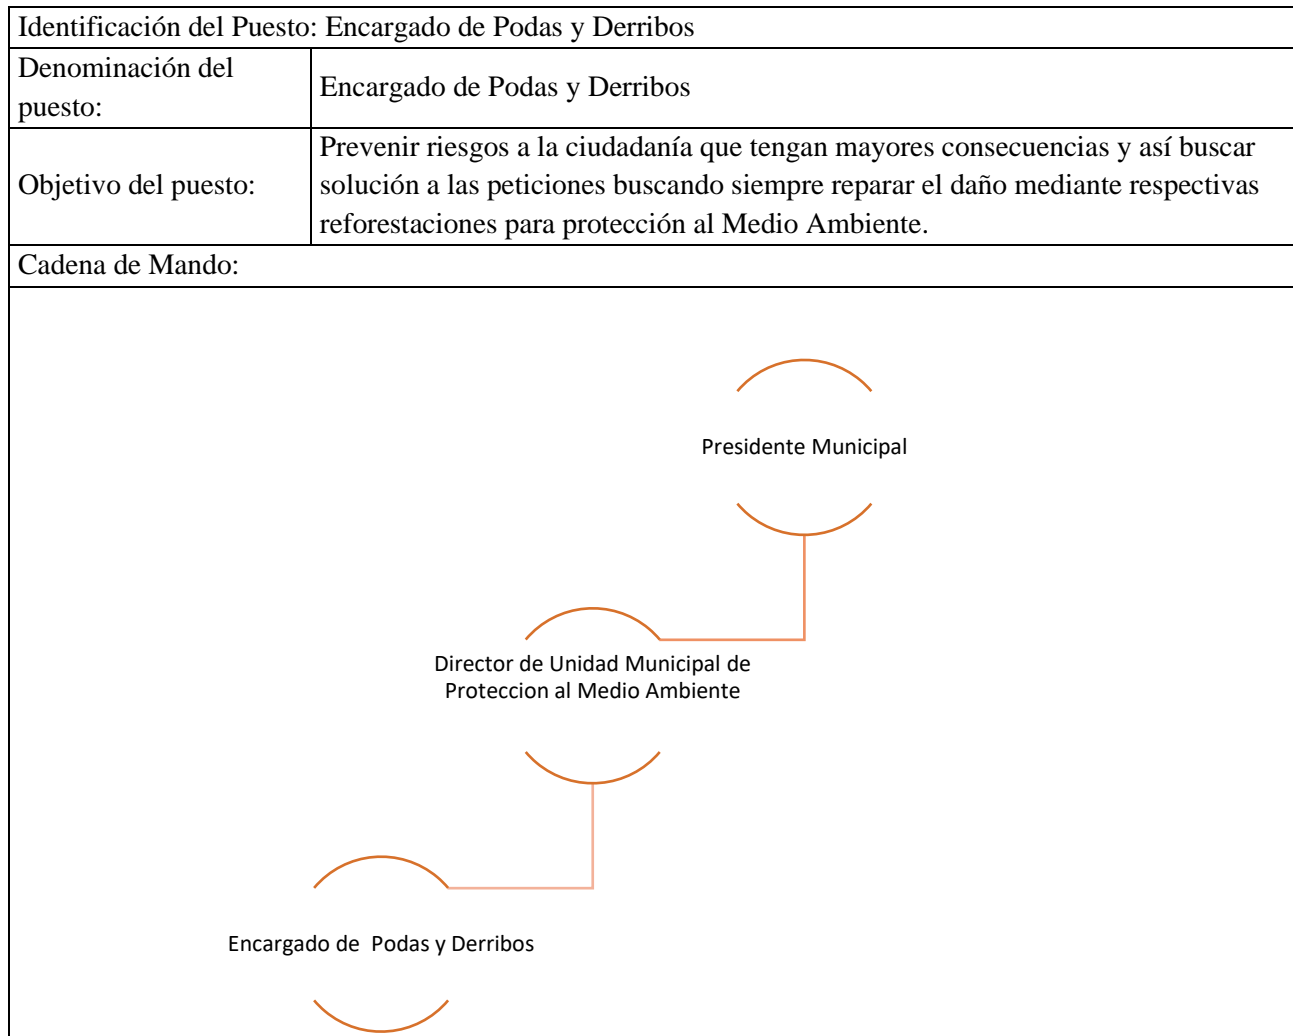 Identificación del Puesto: Encargado de Podas y Derribos
Denominación del
puesto:
Encargado de Podas y Derribos
Objetivo del puesto:
Prevenir riesgos a la ciudadanía que tengan mayores consecuencias y así buscar
solución a las peticiones buscando siempre reparar el daño mediante respectivas
reforestaciones para protección al Medio Ambiente.
Cadena de Mando:
Presidente Municipal
Director de Unidad Municipal de
Proteccion al Medio Ambiente
Encargado de  Podas y Derribos